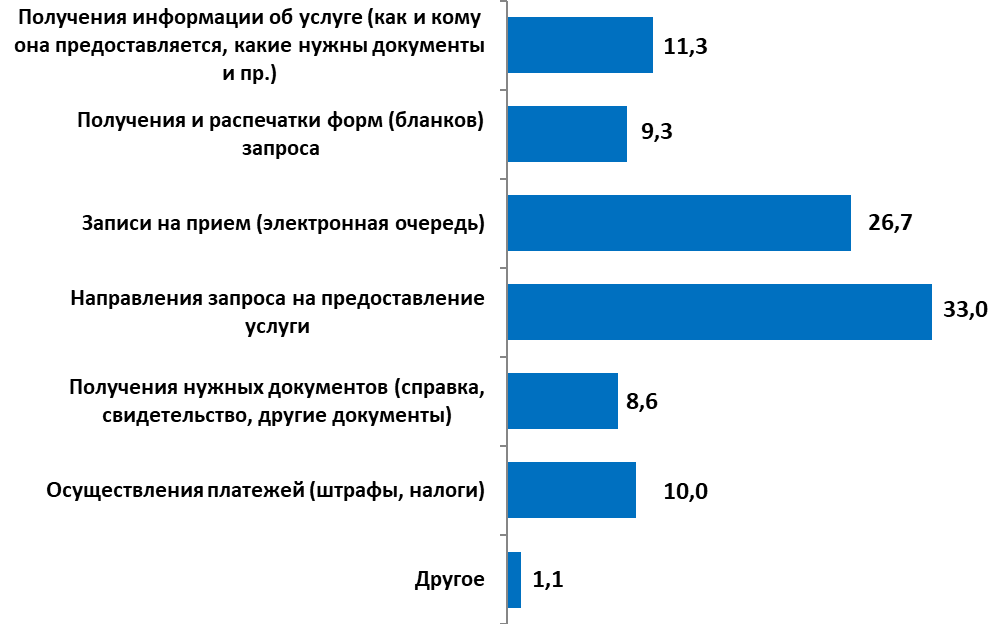 Получения информации об услуге (как и кому
она предоставляется, какие нужны документы
и пр.)
11,3
Получения и распечатки форм (бланков)
запроса
9,3
Записи на прием (электронная очередь)
26,7
Направления запроса на предоставление
услуги
33,0
Получения нужных документов (справка,
свидетельство, другие документы)
8,6
Осуществления платежей (штрафы, налоги)
10,0
Другое
1,1